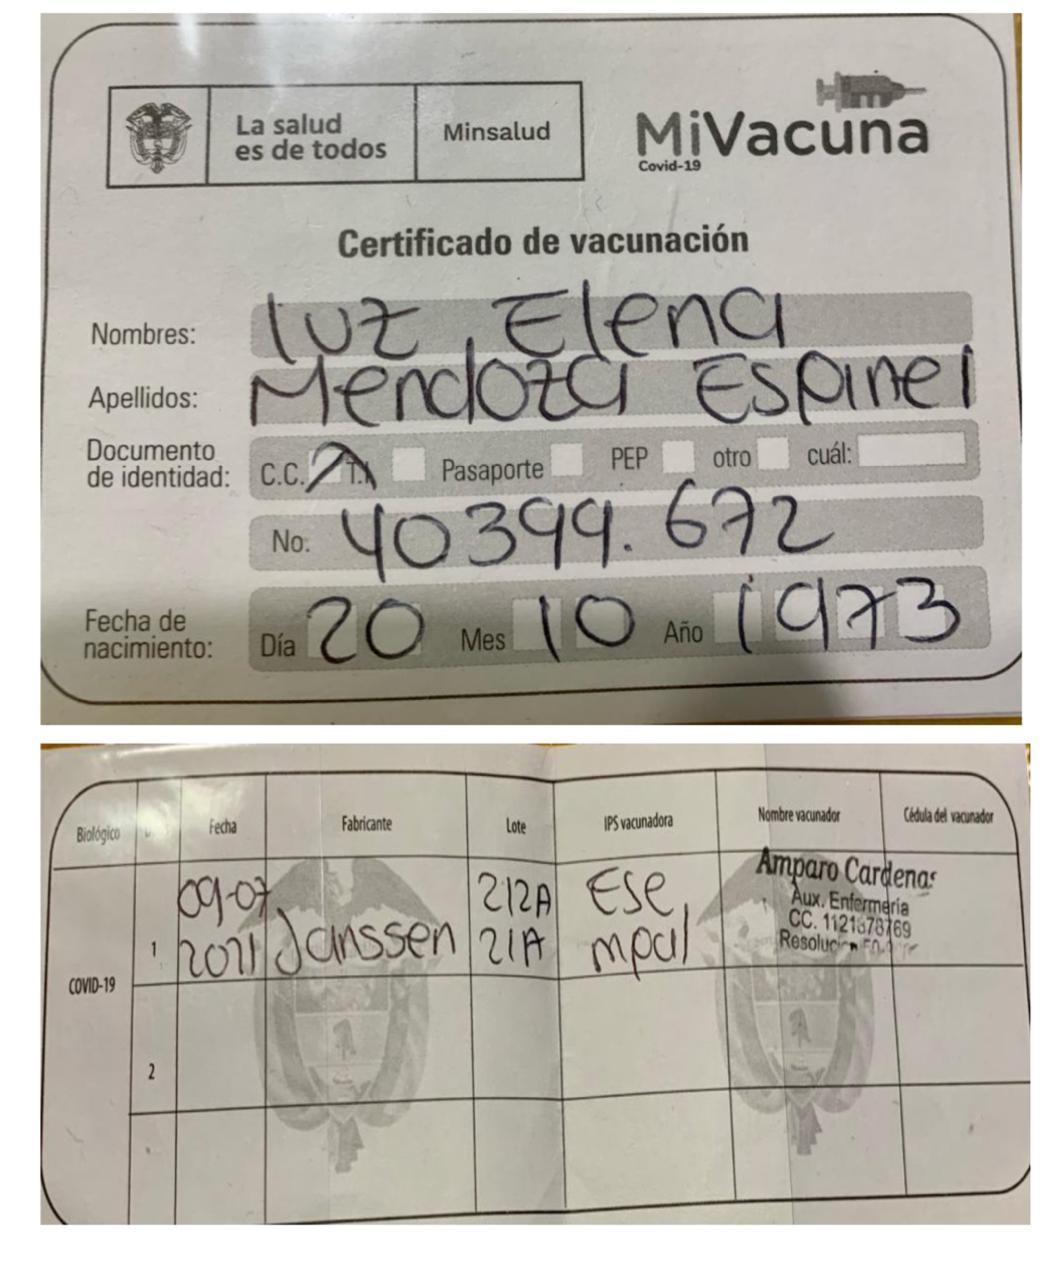 La salud
es de todos
Minsalud
MiVacuna
Covid-19
Certificado de vacunación
Nombres: luz Elena
Apellidos: Mendoza Espinel
Documento
de identidad:
C.C. T.I. Pasaporte PEP otro cuál:
No: 40399.672
Fecha de
nacimiento:
Día 20 Mes 10 Año 1973
Biológico Fecha Fabricante Lote IPS vacunadora Nombre vacunador Cédula del vacunador
COVID-19
1
09-07
2021
Janssen
212A
21A
Ese
mpal
Amparo Cardenas
Aux. Enfermeria
CC.
2